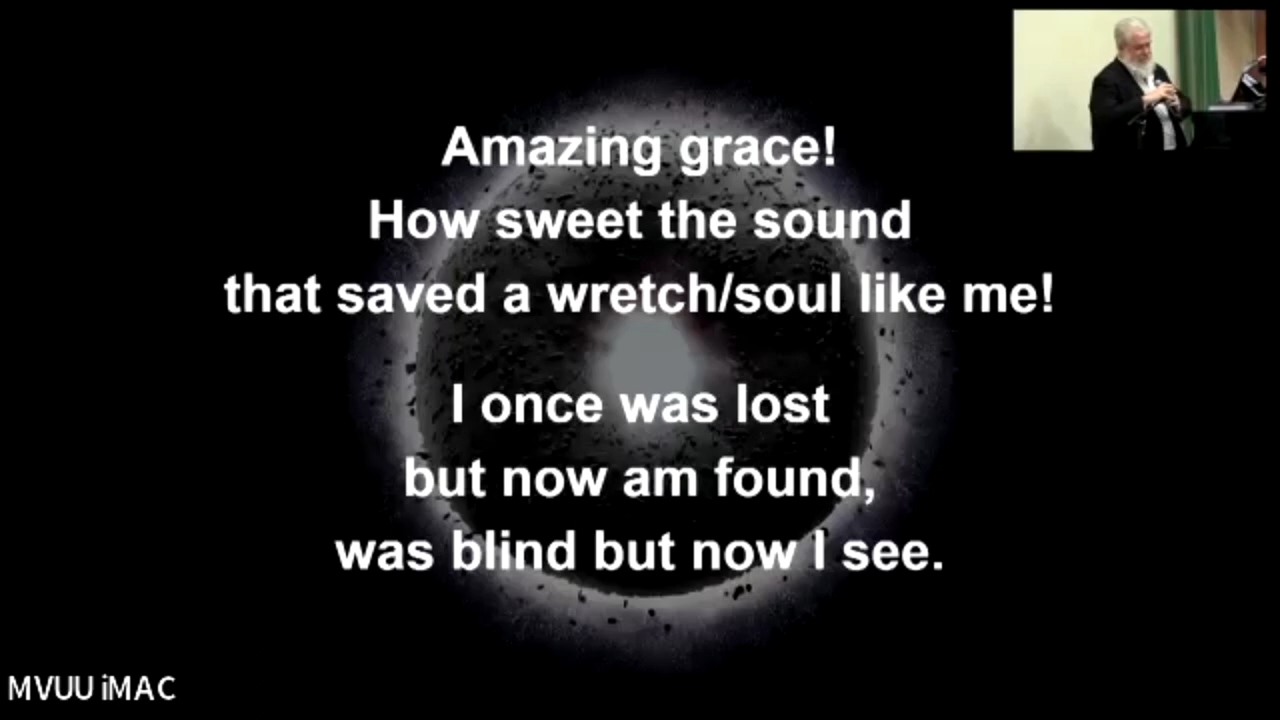 Amazing grace!
How sweet the sound
that saved a wretch/soul like me!
I once was lost
but now am found,
was blind but now I see.
MVUU iMAC